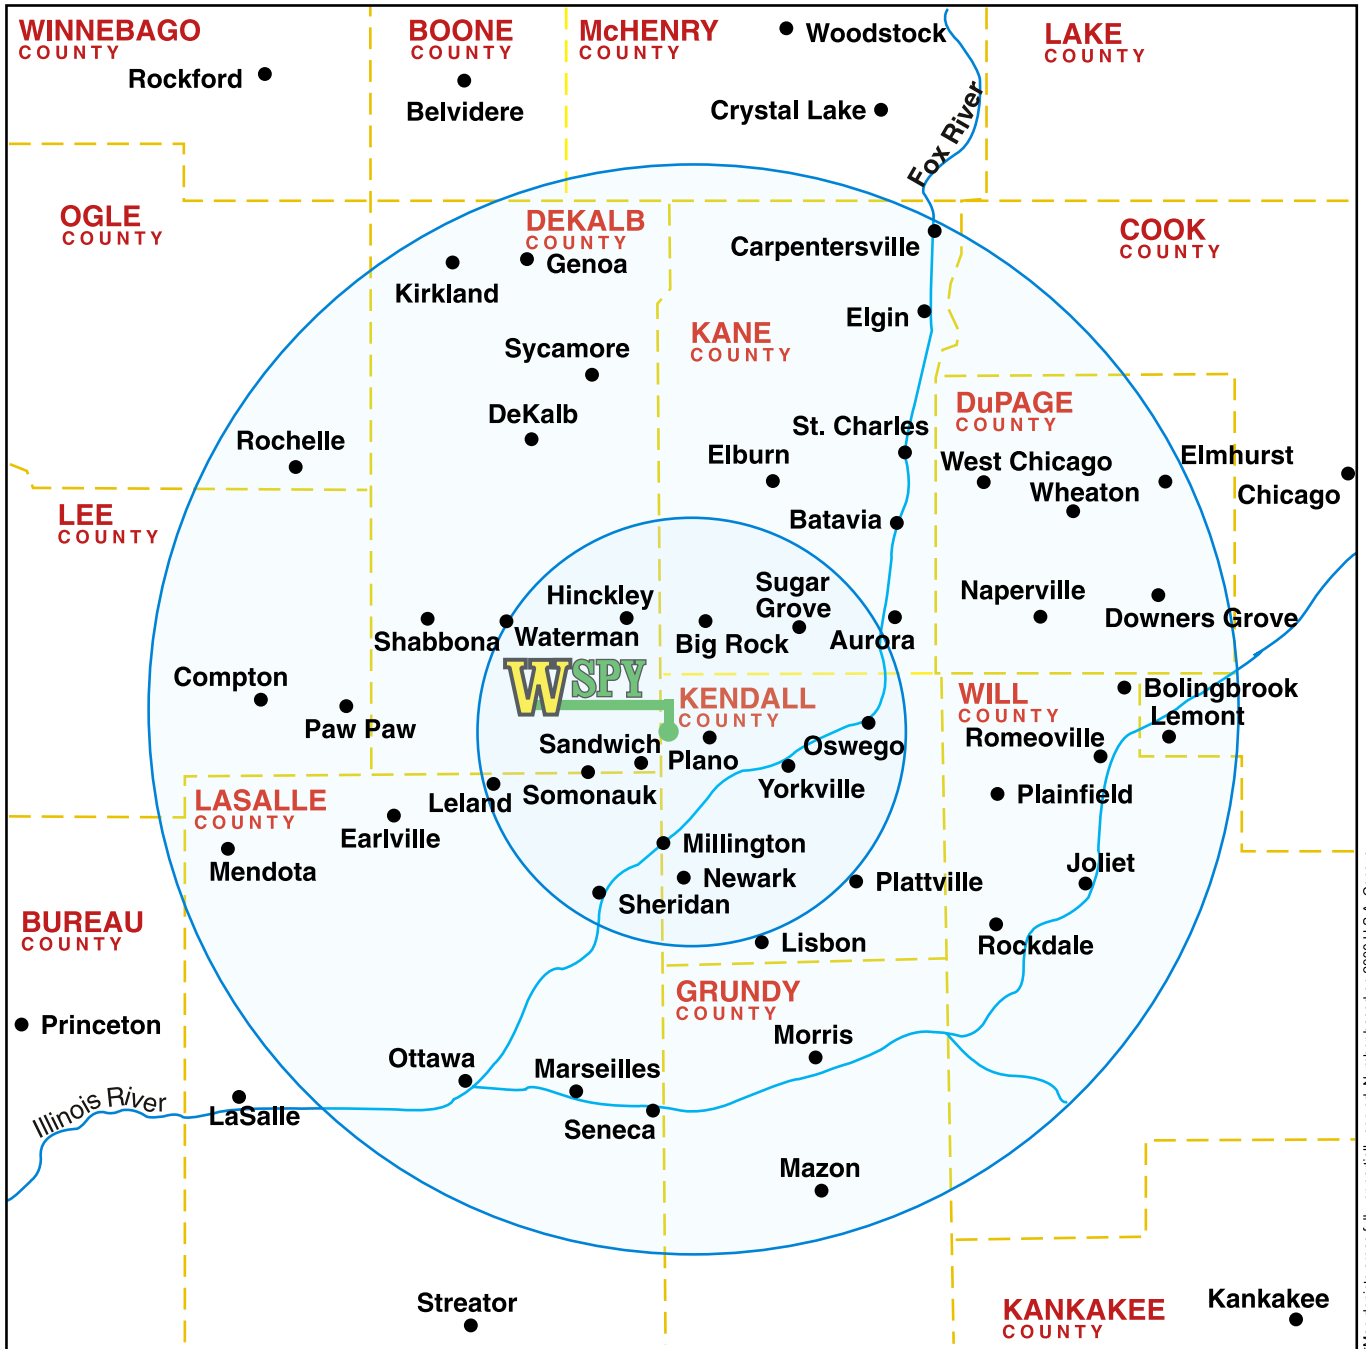 WINNEBAGO
COUNTY
Rockford
BOONE
COUNTY
Belvidere
McHENRY
COUNTY
Woodstock
Crystal Lake
Fox River
LAKE
COUNTY
OGLE
COUNTY
DEKALB
COUNTY
Genoa
Kirkland
Carpentersville
COOK
COUNTY
Elgin
KANE
COUNTY
Sycamore
DeKalb
Rochelle
DuPAGE
COUNTY
St. Charles
Elburn
West Chicago
Wheaton
Elmhurst
Chicago
LEE
COUNTY
Batavia
Hinckley
Sugar
Grove
Naperville
Downers Grove
Shabbona
Waterman
Big Rock
Aurora
Compton
Paw Paw
WSPY
KENDALL
COUNTY
WILL
COUNTY
Bolingbrook
Lemont
Romeoville
Sandwich
Plano
Oswego
Yorkville
Somonauk
Leland
Plainfield
LASALLE
COUNTY
Earlville
Mendota
Millington
Newark
Sheridan
Plattville
Joliet
Rockdale
Lisbon
BUREAU
COUNTY
GRUNDY
COUNTY
Princeton
Morris
Ottawa
Marseilles
Seneca
Illinois River
LaSalle
Mazon
Streator
KANKAKEE
COUNTY
Kankakee